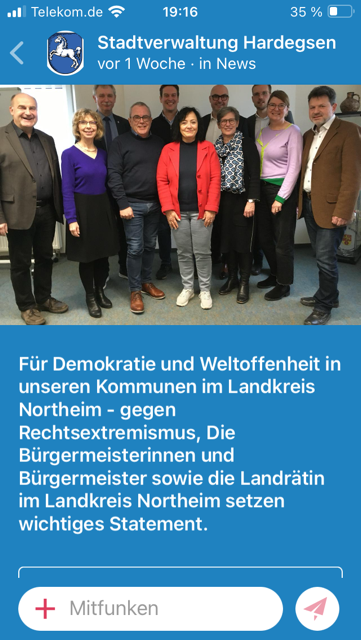 Telekom.de 19:16 35 %
Stadtverwaltung Hardegsen
vor 1 Woche · in News
Für Demokratie und Weltoffenheit in
unseren Kommunen im Landkreis
Northeim - gegen
Rechtsextremismus, Die
Bürgermeisterinnen und
Bürgermeister sowie die Landrätin
im Landkreis Northeim setzen
wichtiges Statement.
Mitfunken